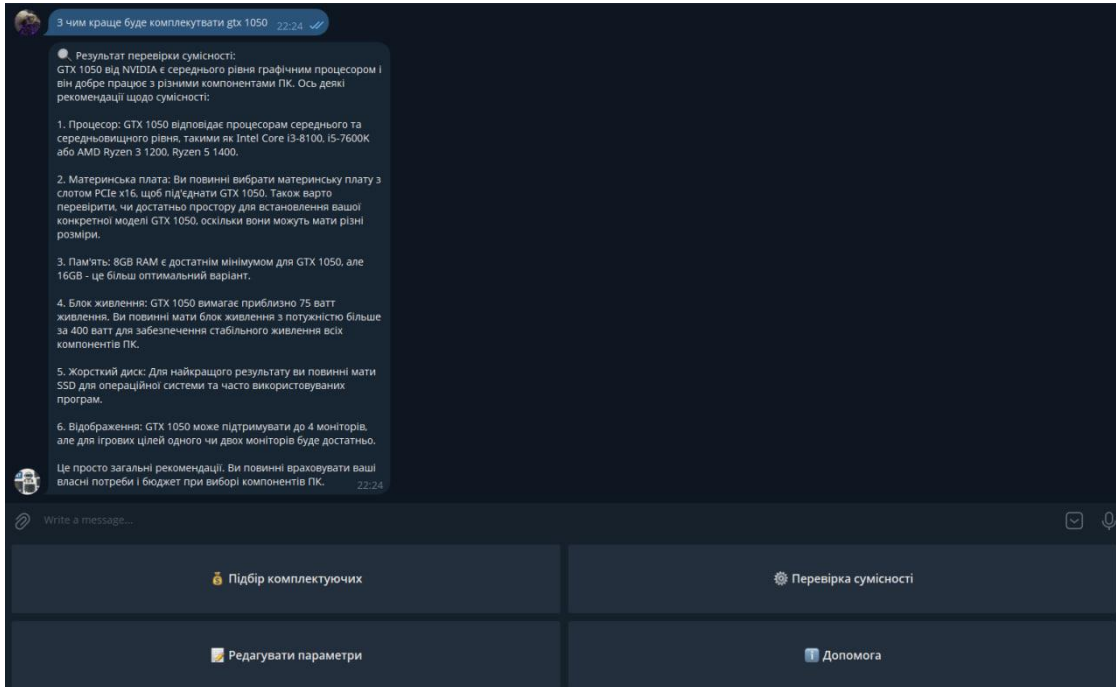 З чим краще буде комплекутвати gtx 1050 22:24
Результат перевірки сумісності:
GTX 1050 від NVIDIA є середнього рівня графічним процесором і
він добре працює з різними компонентами ПК. Ось деякі
рекомендації щодо сумісності:
1. Процесор: GTX 1050 відповідає процесорам середнього та
середньовищного рівня, такими як Intel Core i3-8100, i5-7600K
або AMD Ryzen 3 1200, Ryzen 5 1400.
2. Материнська плата: Ви повинні вибрати материнську плату з
слотом PCIe x16, щоб під'єднати GTX 1050. Також варто
перевірити, чи достатньо простору для встановлення вашої
конкретної моделі GTX 1050, оскільки вони можуть мати різні
розміри.
3. Пам'ять: 8GB RAM є достатнім мінімумом для GTX 1050, але
16GB - це більш оптимальний варіант.
4. Блок живлення: GTX 1050 вимагає приблизно 75 ватт
живлення. Ви повинні мати блок живлення з потужністю більше
за 400 ватт для забезпечення стабільного живлення всіх
компонентів ПК.
5. Жорсткий диск: Для найкращого результату ви повинні мати
SSD для операційної системи та часто використовуваних
програм.
6. Відображення: GTX 1050 може підтримувати до 4 моніторів,
але для ігрових цілей одного чи двох моніторів буде достатньо.
Це просто загальні рекомендації. Ви повинні враховувати ваші
власні потреби і бюджет при виборі компонентів ПК. 22:24
Write a message...
Підбір комплектуючих
Перевірка сумісності
Редагувати параметри
Допомога